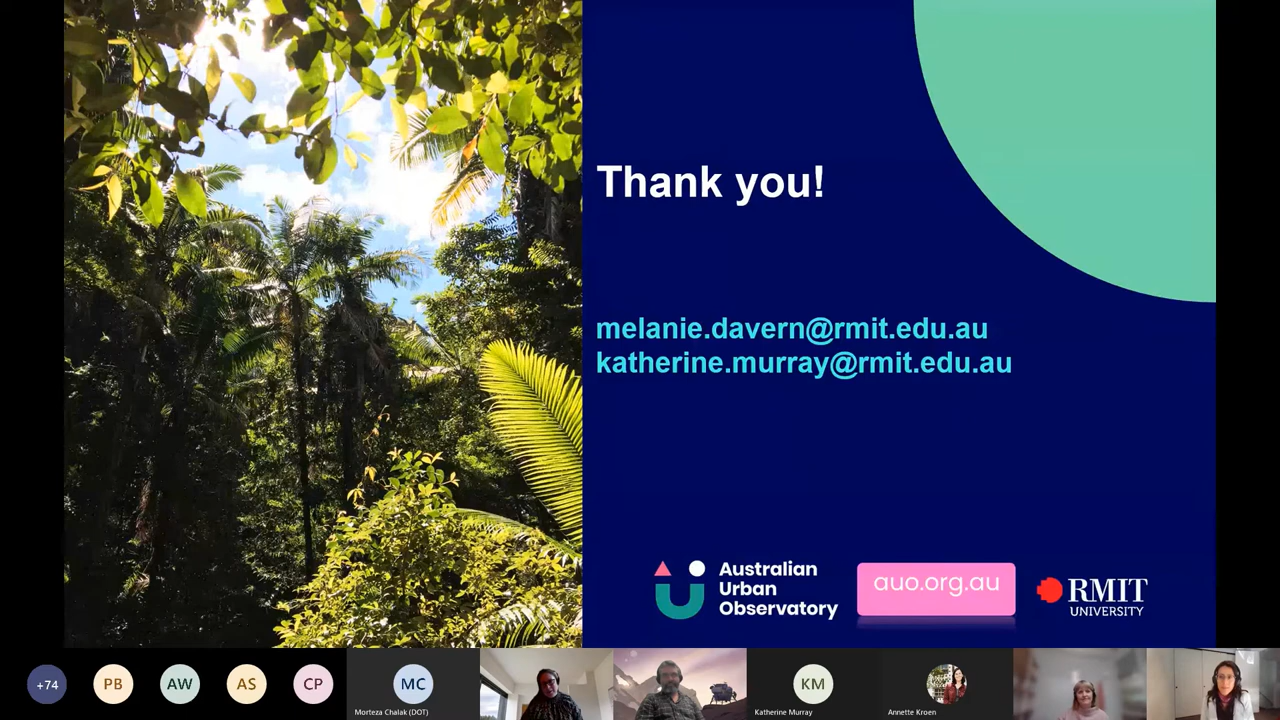 Thank you!
melanie.davern@rmit.edu.au
katherine.murray@rmit.edu.au
Australian
Urban
Observatory
auo.org.au
RMIT
UNIVERSITY
+74
PB
AW
AS
CP
MC
Morteza Chalak (DOT)
KM
Katherine Murray
Annette Kroen